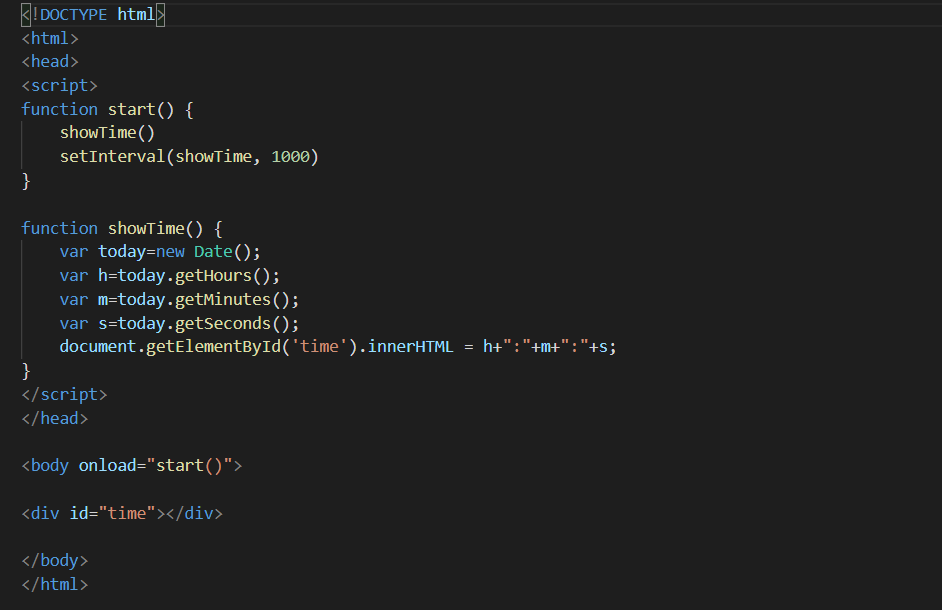 <!DOCTYPE html>
<html>
<head>
<script>
function start() {
    showTime()
    setInterval(showTime, 1000)
}

function showTime() {
    var today=new Date();
    var h=today.getHours();
    var m=today.getMinutes();
    var s=today.getSeconds();
    document.getElementById('time').innerHTML = h+":"+m+":"+s;
}
</script>
</head>

<body onload="start()">

<div id="time"></div>

</body>
</html>